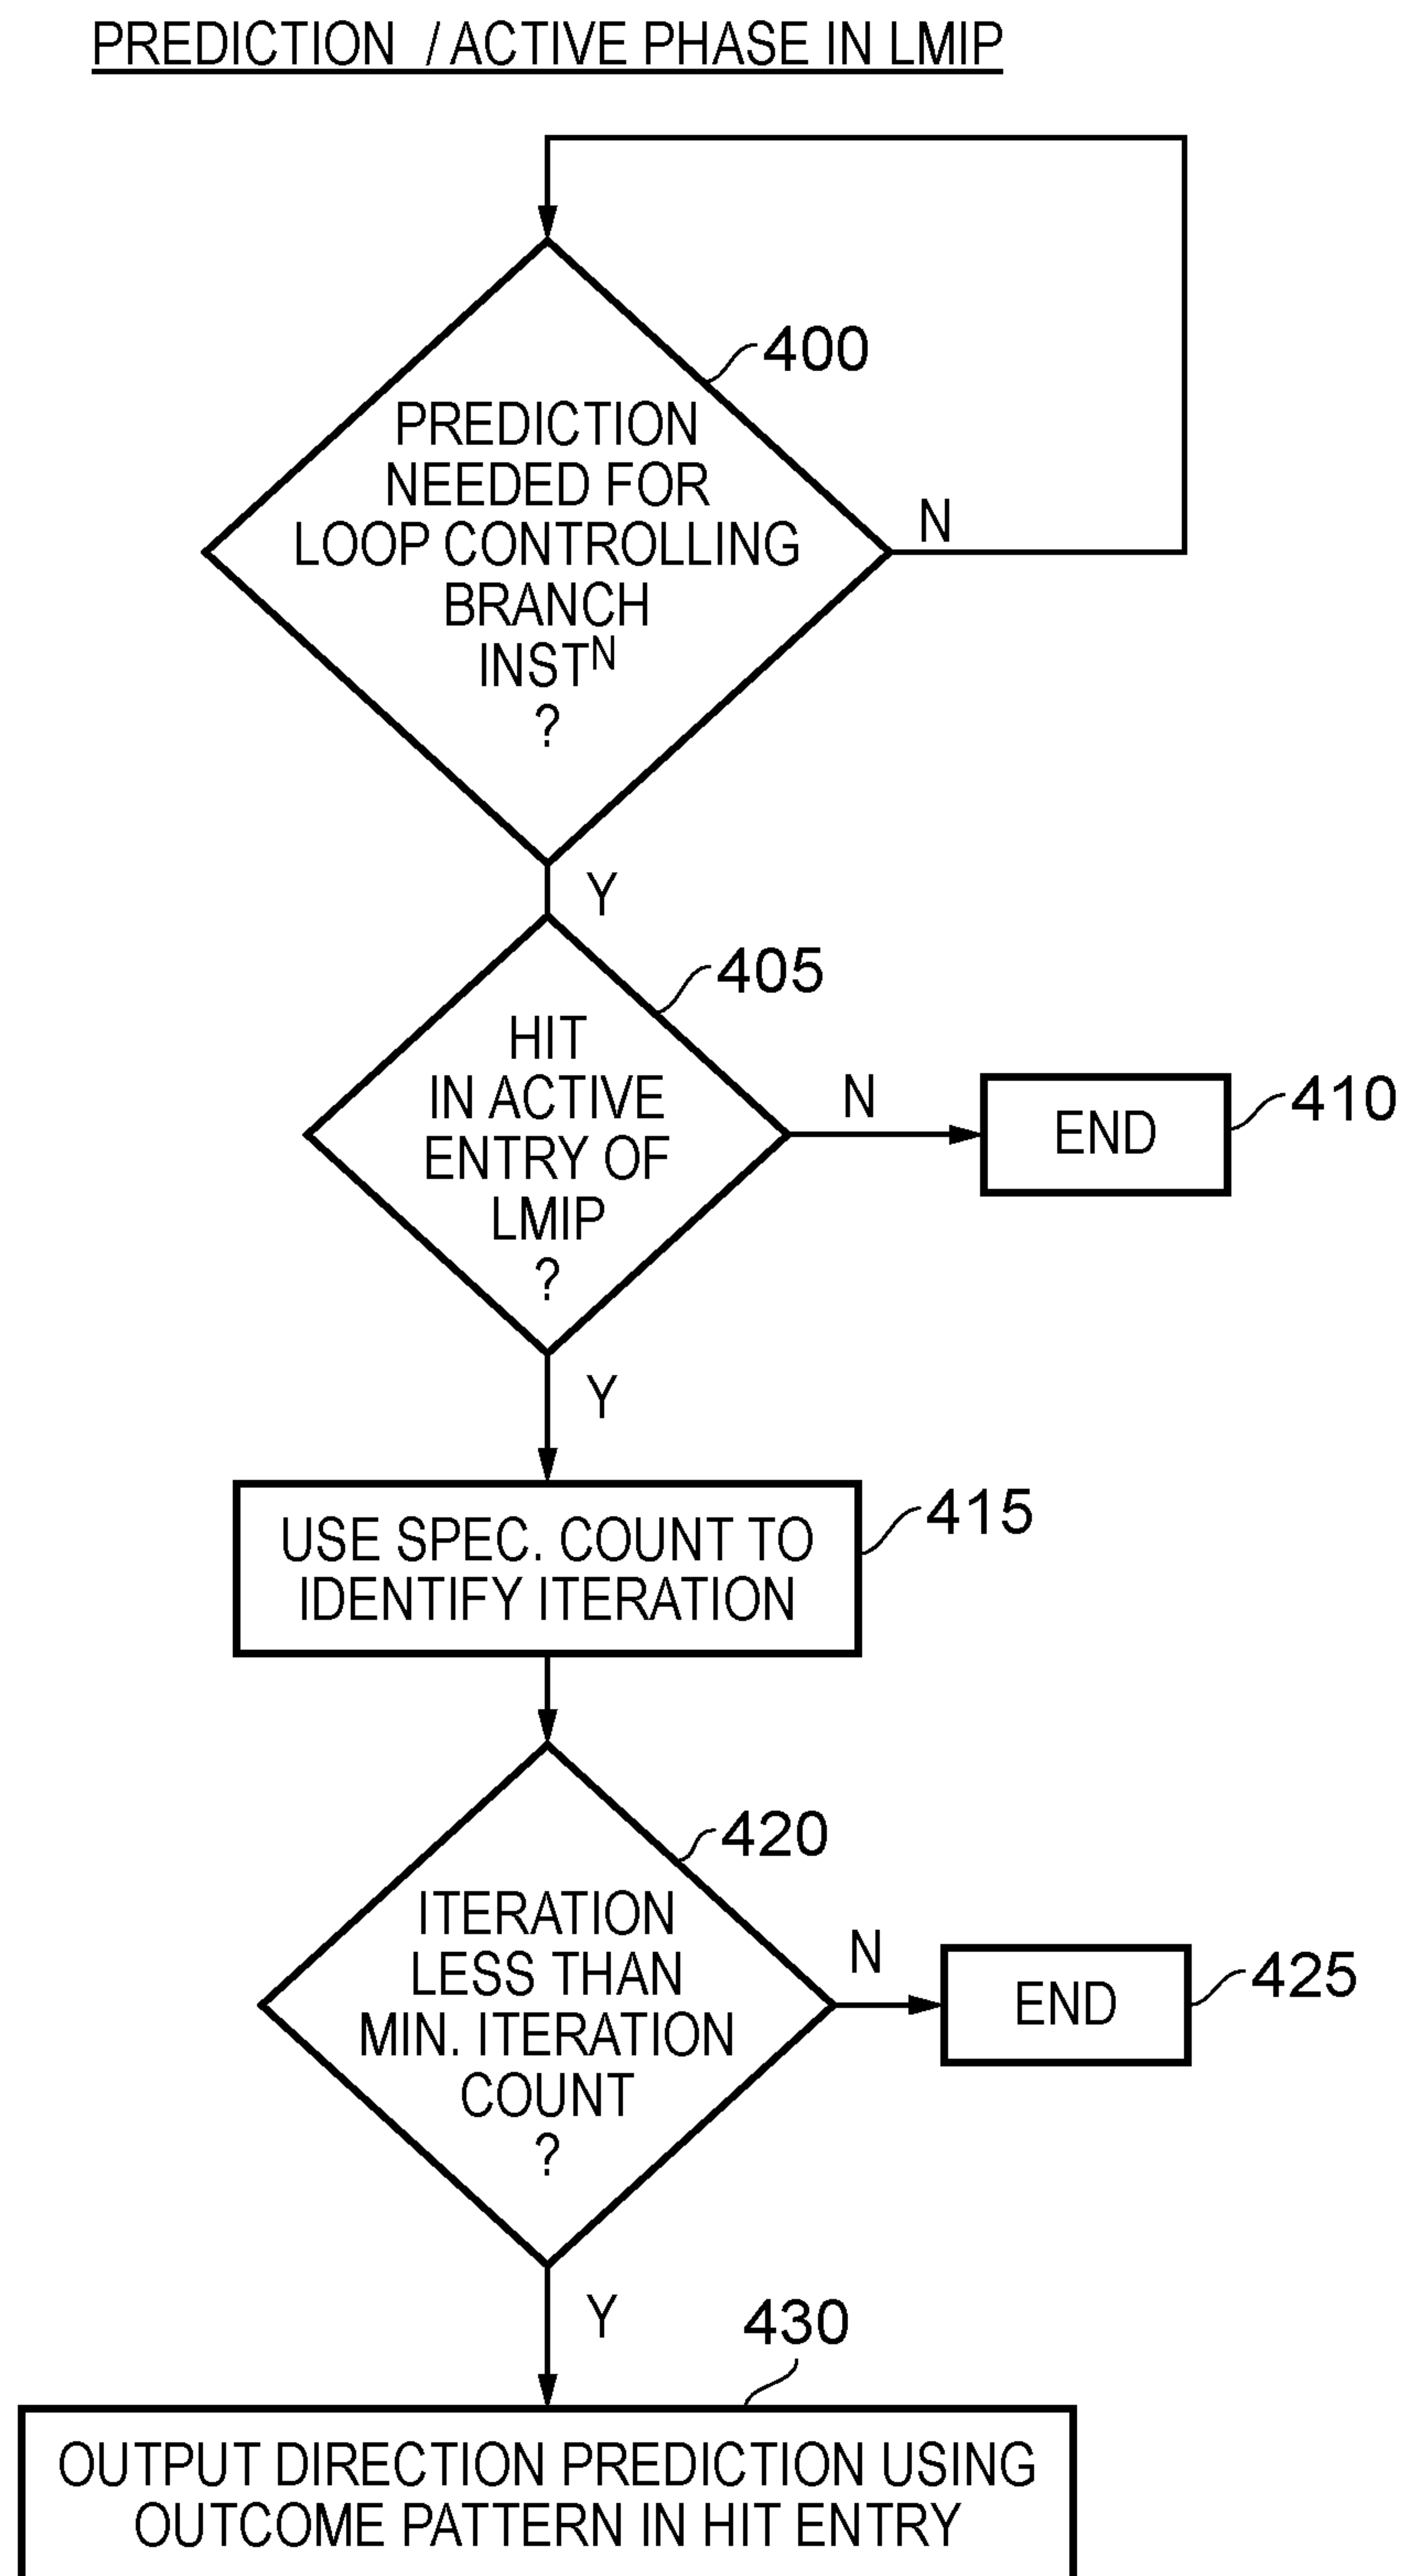 PREDICTION / ACTIVE PHASE IN LMIP
400
PREDICTION
NEEDED FOR
LOOP CONTROLLING
BRANCH
INSTᴺ
?
N
Y
405
HIT
IN ACTIVE
ENTRY OF
LMIP
?
N
END
410
Y
USE SPEC. COUNT TO
IDENTIFY ITERATION
415
420
ITERATION
LESS THAN
MIN. ITERATION
COUNT
?
N
END
425
Y
430
OUTPUT DIRECTION PREDICTION USING
OUTCOME PATTERN IN HIT ENTRY